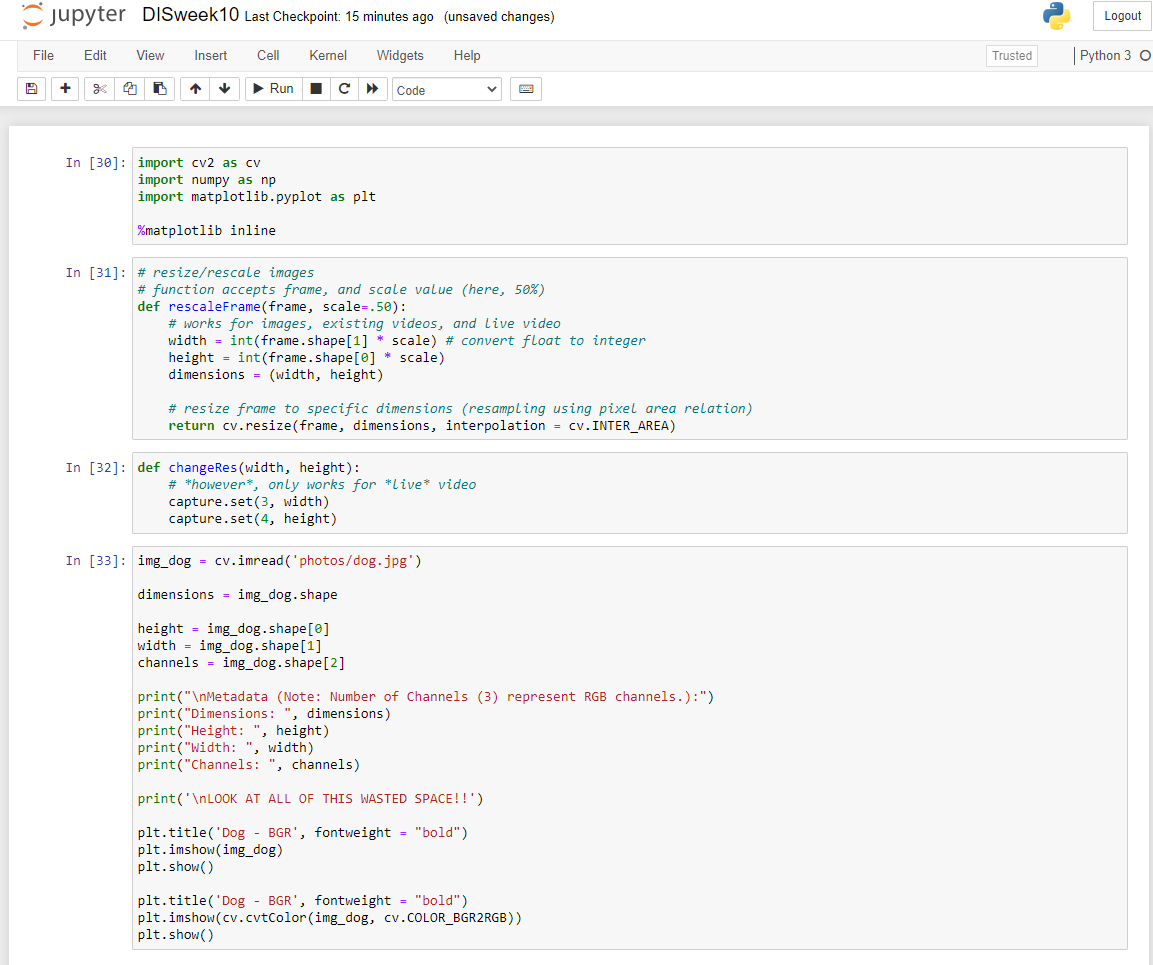 jupyter DISweek10 Last Checkpoint: 15 minutes ago (unsaved changes)
Logout
File Edit View Insert Cell Kernel Widgets Help Trusted Python 3
Run Code
In [30]: import cv2 as cv
import numpy as np
import matplotlib.pyplot as plt

%matplotlib inline

In [31]: # resize/rescale images
# function accepts frame, and scale value (here, 50%)
def rescaleFrame(frame, scale=.50):
    # works for images, existing videos, and live video
    width = int(frame.shape[1] * scale) # convert float to integer
    height = int(frame.shape[0] * scale)
    dimensions = (width, height)

    # resize frame to specific dimensions (resampling using pixel area relation)
    return cv.resize(frame, dimensions, interpolation = cv.INTER_AREA)

In [32]: def changeRes(width, height):
    # *however*, only works for *live* video
    capture.set(3, width)
    capture.set(4, height)

In [33]: img_dog = cv.imread('photos/dog.jpg')

dimensions = img_dog.shape

height = img_dog.shape[0]
width = img_dog.shape[1]
channels = img_dog.shape[2]

print("\nMetadata (Note: Number of Channels (3) represent RGB channels.):")
print("Dimensions: ", dimensions)
print("Height: ", height)
print("Width: ", width)
print("Channels: ", channels)

print('\nLOOK AT ALL OF THIS WASTED SPACE!!')

plt.title('Dog - BGR', fontweight = "bold")
plt.imshow(img_dog)
plt.show()

plt.title('Dog - BGR', fontweight = "bold")
plt.imshow(cv.cvtColor(img_dog, cv.COLOR_BGR2RGB))
plt.show()